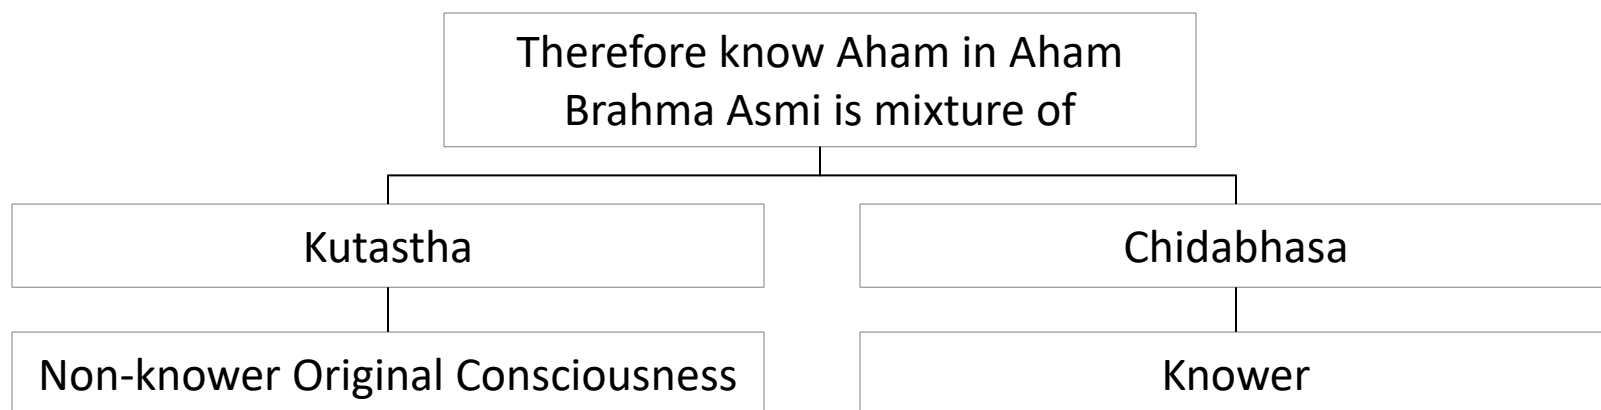 Therefore know Aham in Aham
Brahma Asmi is mixture of
Kutastha
Chidabhasa
Non-knower Original Consciousness
Knower